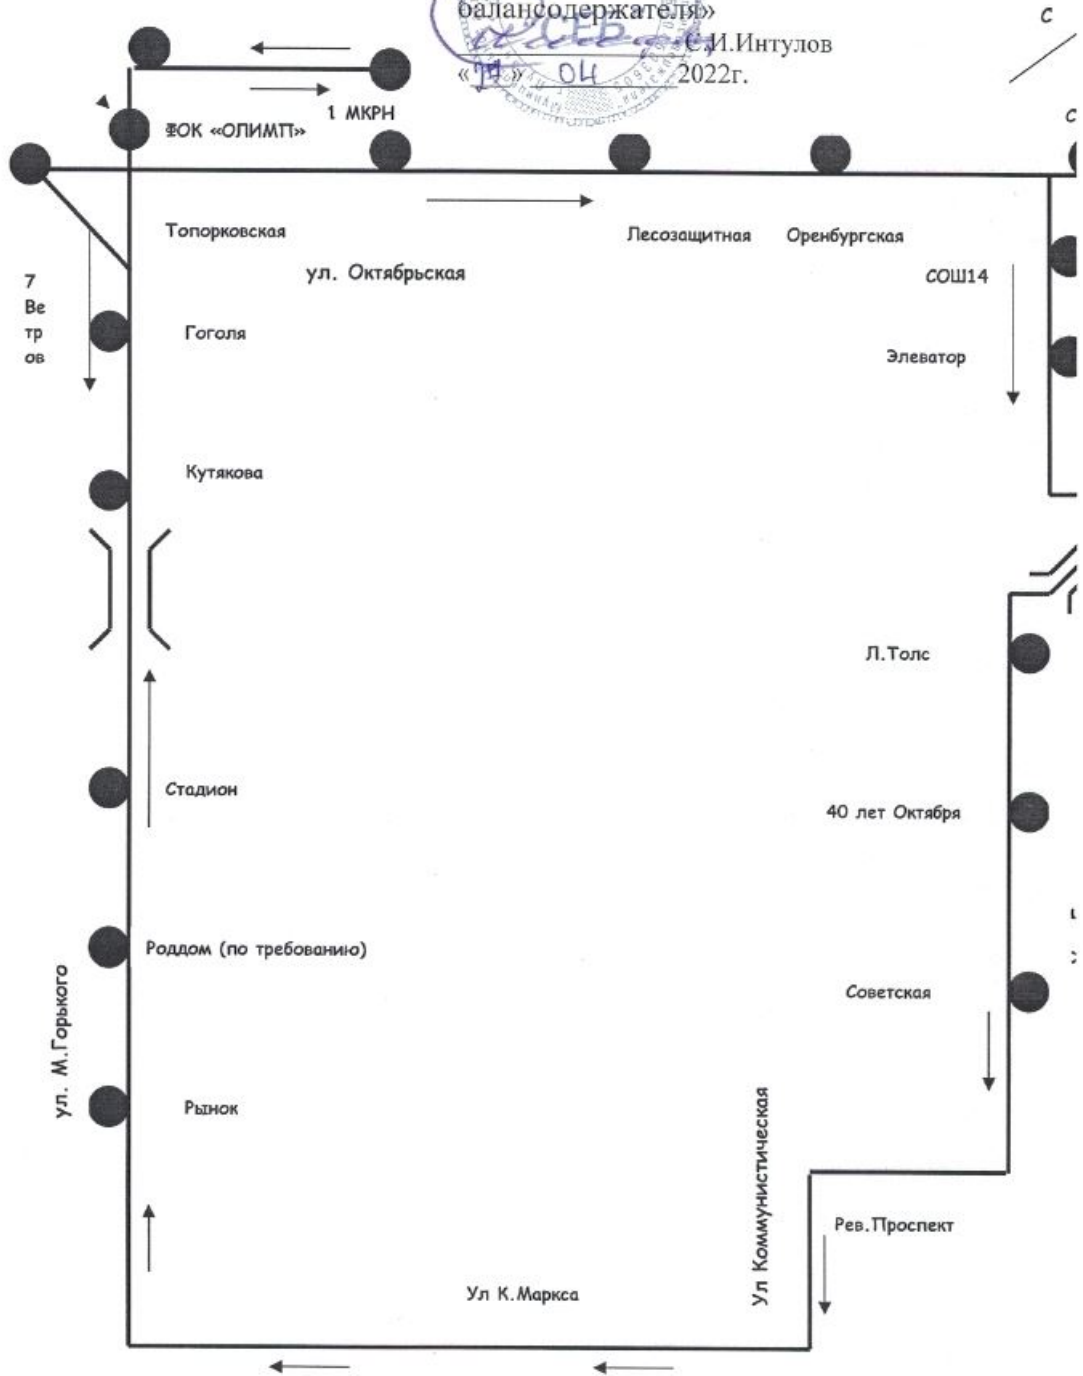 балансодержателя»
С
«СЕБ
С.И.Интулов
04 2022г.
1 МКРН
ФОК «ОЛИМП»
С
Топорковская
Лесозащитная
Оренбургская
ул. Октябрьская
СОШ14
7
Ве
тр
ов
Гоголя
Элеватор
Кутякова
Л.Толс
Стадион
40 лет Октября
Роддом (по требованию)
Советская
ул. М.Горького
Рынок
Ул Коммунистическая
Рев.Проспект
Ул К.Маркса